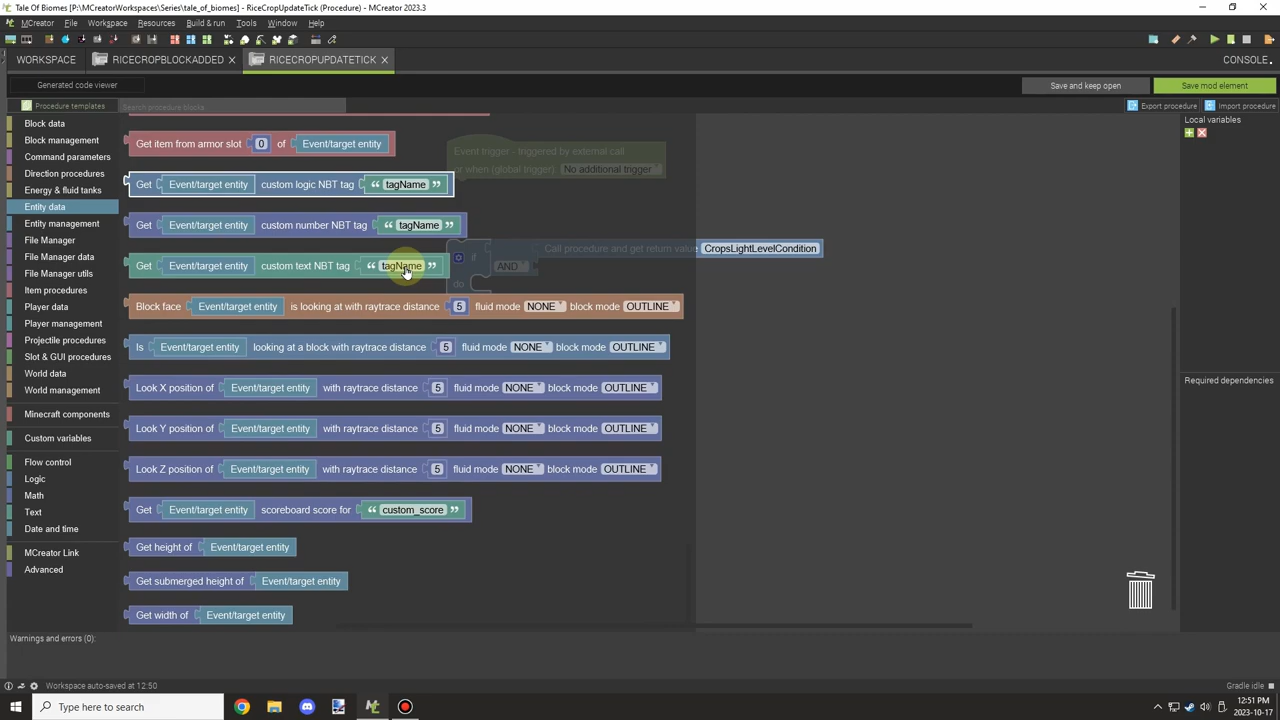 Tale Of Biomes [P:\MCreatorWorkspaces\Series\tale_of_biomes] - RiceCropUpdateTick (Procedure) - MCreator 2023.3
MCreator File Workspace Resources Build & run Tools Window Help
WORKSPACE RICECROPBLOCKADDED RICECROPUPDATETICK CONSOLE
Generated code viewer Save and keep open Save mod element
Procedure templates Search procedure blocks Export procedure Import procedure
Block data
Block management
Command parameters
Direction procedures
Energy & fluid tanks
Entity data
Entity management
File Manager
File Manager data
File Manager utils
Item procedures
Player data
Player management
Projectile procedures
Slot & GUI procedures
World data
World management
Minecraft components
Custom variables
Flow control
Logic
Math
Text
Date and time
MCreator Link
Advanced
Get item from armor slot 0 of Event/target entity
Get Event/target entity custom logic NBT tag “ tagName ”
Get Event/target entity custom number NBT tag “ tagName ”
Get Event/target entity custom text NBT tag “ tagName ”
Block face Event/target entity is looking at with raytrace distance 5 fluid mode NONE block mode OUTLINE
Is Event/target entity looking at a block with raytrace distance 5 fluid mode NONE block mode OUTLINE
Look X position of Event/target entity with raytrace distance 5 fluid mode NONE block mode OUTLINE
Look Y position of Event/target entity with raytrace distance 5 fluid mode NONE block mode OUTLINE
Look Z position of Event/target entity with raytrace distance 5 fluid mode NONE block mode OUTLINE
Get Event/target entity scoreboard score for “ custom_score ”
Get height of Event/target entity
Get submerged height of Event/target entity
Get width of Event/target entity
Event trigger - triggered by external call
or when (global trigger) No additional trigger
if Call procedure and get return value CropsLightLevelCondition
AND
do
Local variables
Required dependencies
Warnings and errors (0):
Workspace auto-saved at 12:50 Gradle idle
Type here to search 12:51 PM
2023-10-17